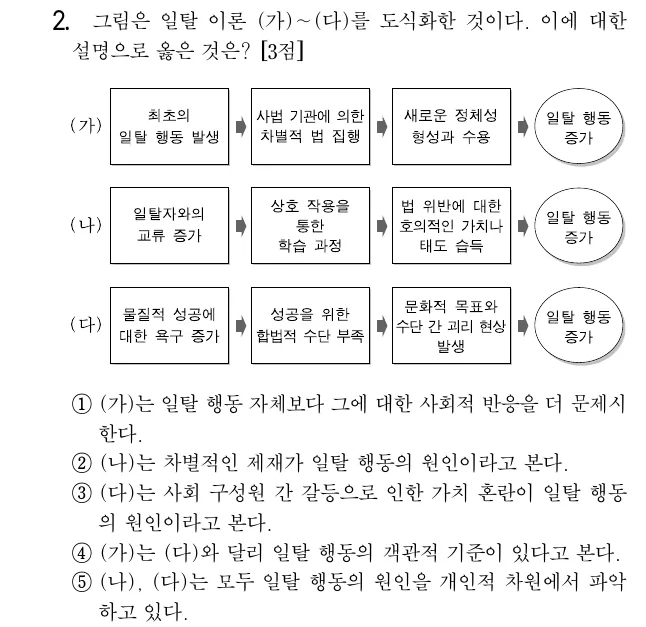 2. 그림은 일탈 이론 (가)~(다)를 도식화한 것이다. 이에 대한
설명으로 옳은 것은? [3점]
(가)
최초의
일탈 행동 발생
사법 기관에 의한
차별적 법 집행
새로운 정체성
형성과 수용
일탈 행동
증가
(나)
일탈자와의
교류 증가
상호 작용을
통한
학습 과정
법 위반에 대한
호의적인 가치나
태도 습득
일탈 행동
증가
(다)
물질적 성공에
대한 욕구 증가
성공을 위한
합법적 수단 부족
문화적 목표와
수단 간 괴리 현상
발생
일탈 행동
증가
① (가)는 일탈 행동 자체보다 그에 대한 사회적 반응을 더 문제시
한다.
② (나)는 차별적인 제재가 일탈 행동의 원인이라고 본다.
③ (다)는 사회 구성원 간 갈등으로 인한 가치 혼란이 일탈 행동
의 원인이라고 본다.
④ (가)는 (다)와 달리 일탈 행동의 객관적 기준이 있다고 본다.
⑤ (나), (다)는 모두 일탈 행동의 원인을 개인적 차원에서 파악
하고 있다.